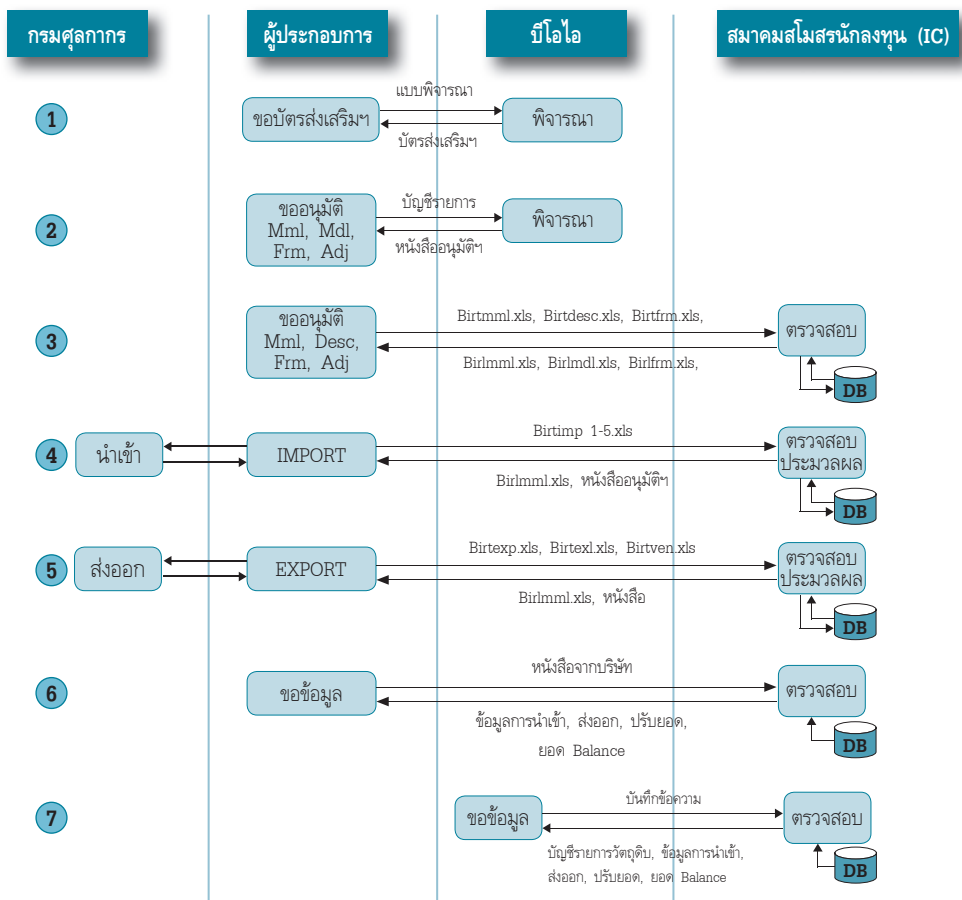 กรมศุลกากร
ผู้ประกอบการ
บีโอไอ
สมาคมสโมสรนักลงทุน (IC)
1
ขอบัตรส่งเสริมฯ
แบบพิจารณา
บัตรส่งเสริมฯ
พิจารณา
2
ขออนุมัติ
Mml, Mdl,
Frm, Adj
บัญชีรายการ
หนังสืออนุมัติฯ
พิจารณา
3
ขออนุมัติ
Mml, Desc,
Frm, Adj
Birtmml.xls, Birtdesc.xls, Birtfrm.xls,
Birlmml.xls, Birlmdl.xls, Birlfrm.xls,
ตรวจสอบ
DB
4
นำเข้า
IMPORT
Birtimp 1-5.xls
Birlmml.xls, หนังสืออนุมัติฯ
ตรวจสอบ
ประมวลผล
DB
5
ส่งออก
EXPORT
Birtexp.xls, Birtexl.xls, Birtven.xls
Birlmml.xls, หนังสือ
ตรวจสอบ
ประมวลผล
DB
6
ขอข้อมูล
หนังสือจากบริษัท
ข้อมูลการนำเข้า, ส่งออก, ปรับยอด,
ยอด Balance
ตรวจสอบ
DB
7
ขอข้อมูล
บันทึกข้อความ
บัญชีรายการวัตถุดิบ, ข้อมูลการนำเข้า,
ส่งออก, ปรับยอด, ยอด Balance
ตรวจสอบ
DB